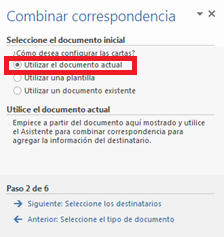 Combinar correspondencia
Seleccione el documento inicial
¿Cómo desea configurar las cartas?
Utilizar el documento actual
Utilizar una plantilla
Utilizar un documento existente
Utilice el documento actual
Empiece a partir del documento aquí mostrado y utilice
el Asistente para combinar correspondencia para
agregar la información del destinatario.
Paso 2 de 6
Siguiente: Seleccione los destinatarios
Anterior: Seleccione el tipo de documento